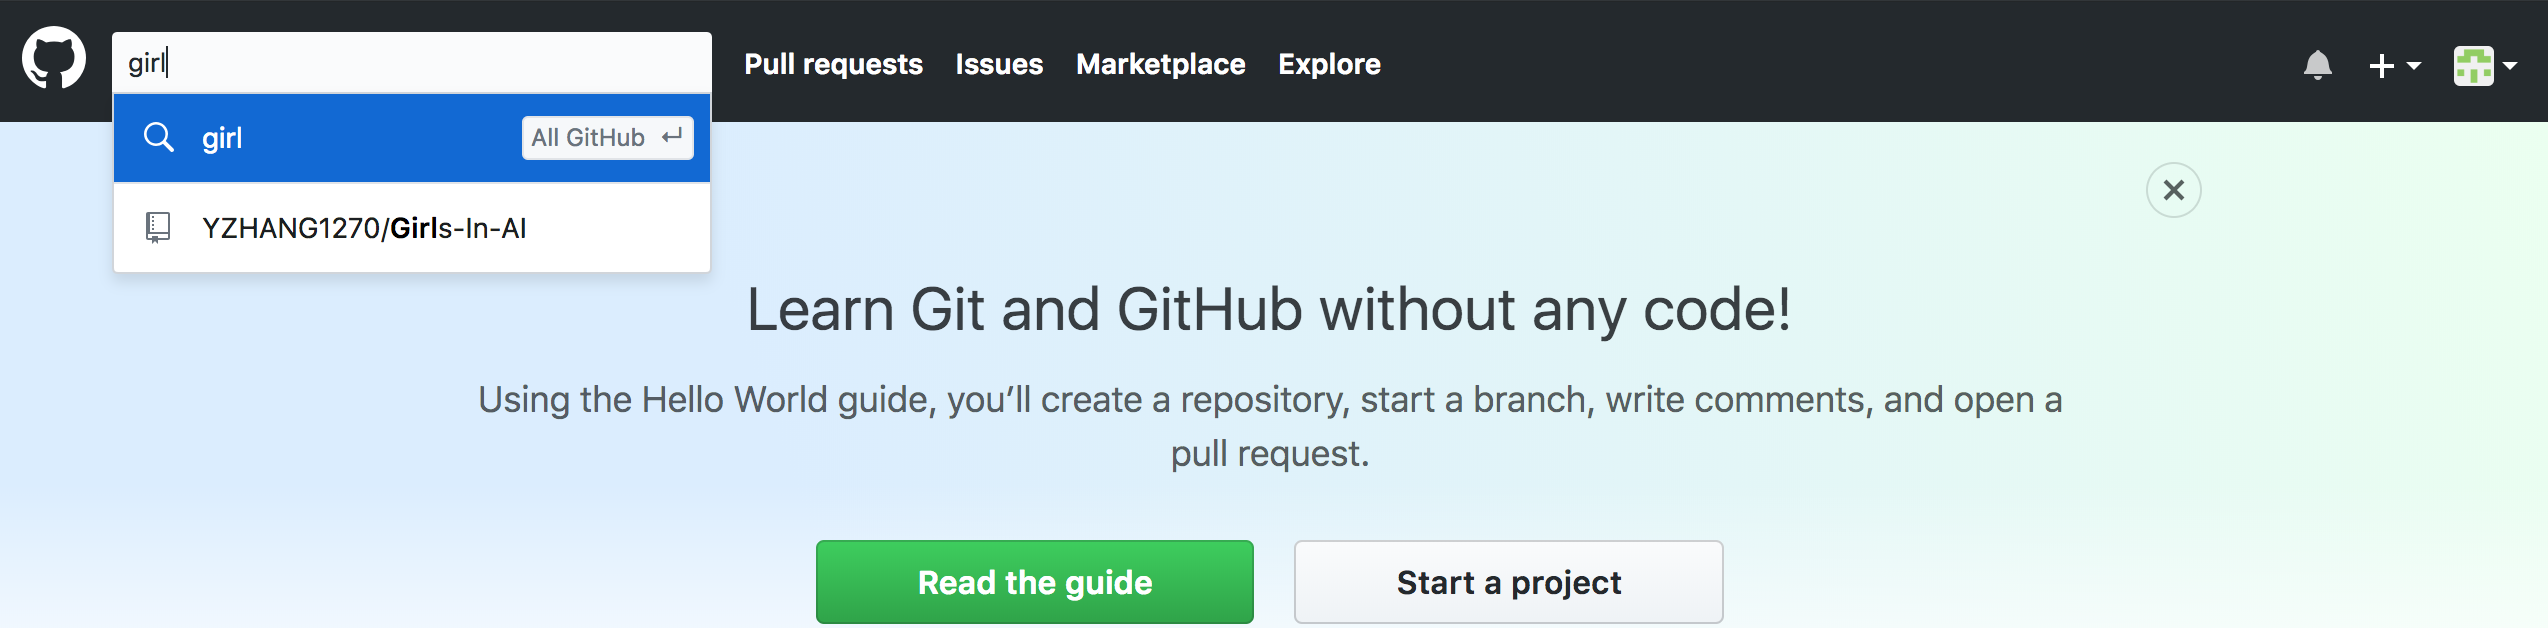 girl
Pull requests Issues Marketplace Explore
girl All GitHub
YZHANG1270/Girls-In-AI
Learn Git and GitHub without any code!
Using the Hello World guide, you’ll create a repository, start a branch, write comments, and open a
pull request.
Read the guide Start a project